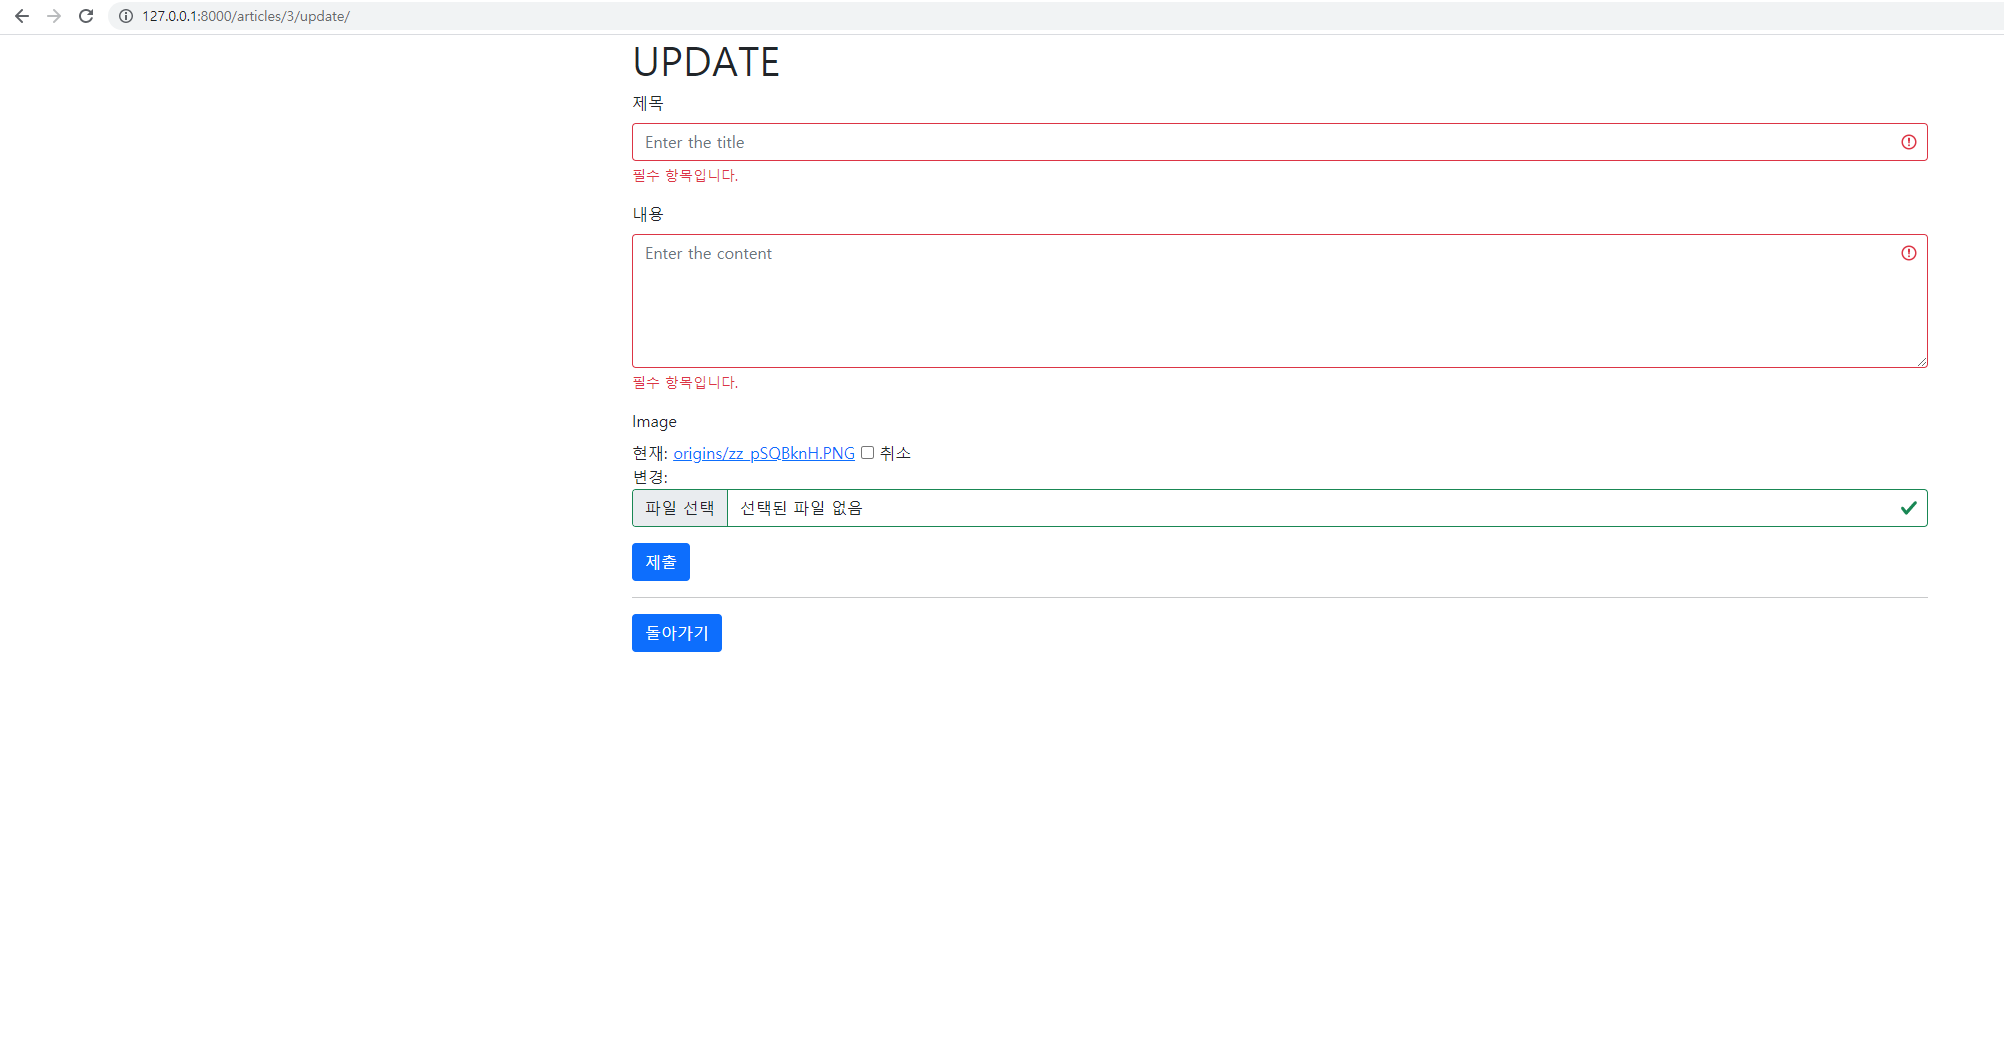 127.0.0.1:8000/articles/3/update/
UPDATE
제목
Enter the title
필수 항목입니다.
내용
Enter the content
필수 항목입니다.
Image
현재: origins/zz_pSQBknH.PNG 취소
변경:
파일 선택 선택된 파일 없음
제출
돌아가기